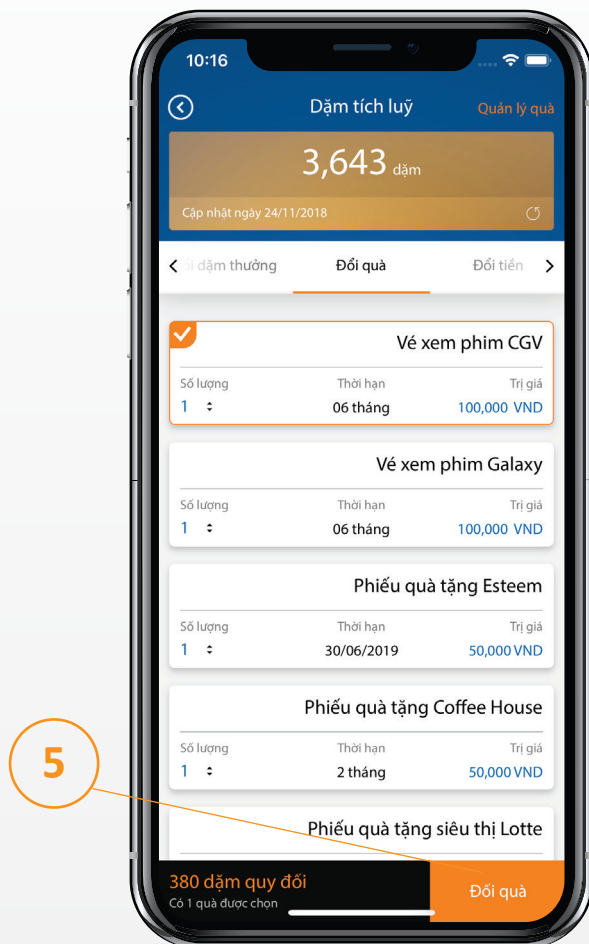 10:16
Dặm tích luỹ
Quản lý quà
3,643 dặm
Cập nhật ngày 24/11/2018
i dặm thưởng
Đổi quà
Đổi tiền
Vé xem phim CGV
Số lượng Thời hạn Trị giá
1 06 tháng 100,000 VND
Vé xem phim Galaxy
Số lượng Thời hạn Trị giá
1 06 tháng 100,000 VND
Phiếu quà tặng Esteem
Số lượng Thời hạn Trị giá
1 30/06/2019 50,000 VND
Phiếu quà tặng Coffee House
Số lượng Thời hạn Trị giá
1 2 tháng 50,000 VND
5
Phiếu quà tặng siêu thị Lotte
380 dặm quy đổi
Có 1 quà được chọn
Đổi quà